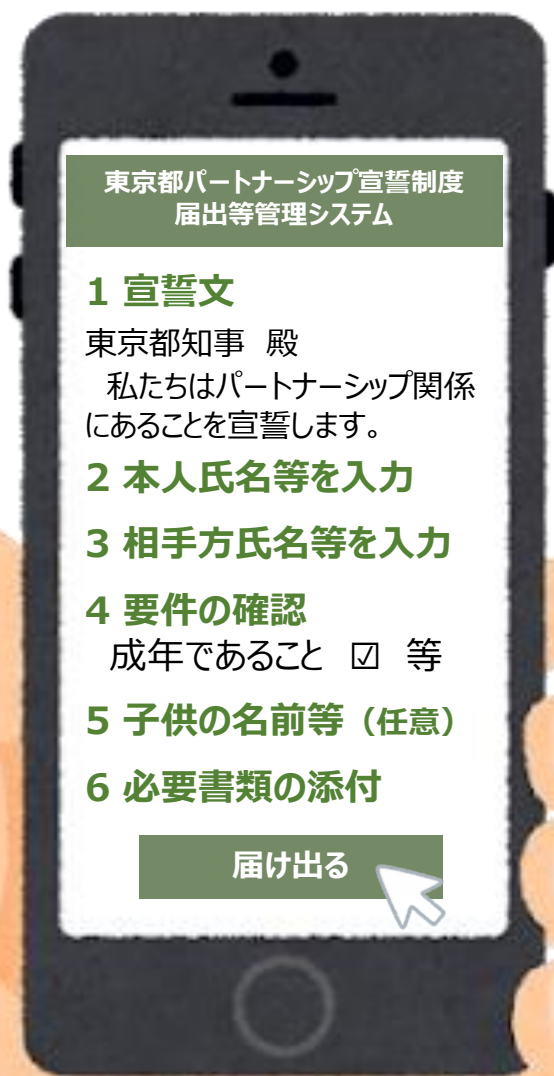 東京都パートナーシップ宣誓制度
届出等管理システム
1 宣誓文
東京都知事 殿
私たちはパートナーシップ関係
にあることを宣誓します。
2 本人氏名等を入力
3 相手方氏名等を入力
4 要件の確認
成年であること ☑ 等
5 子供の名前等（任意）
6 必要書類の添付
届け出る